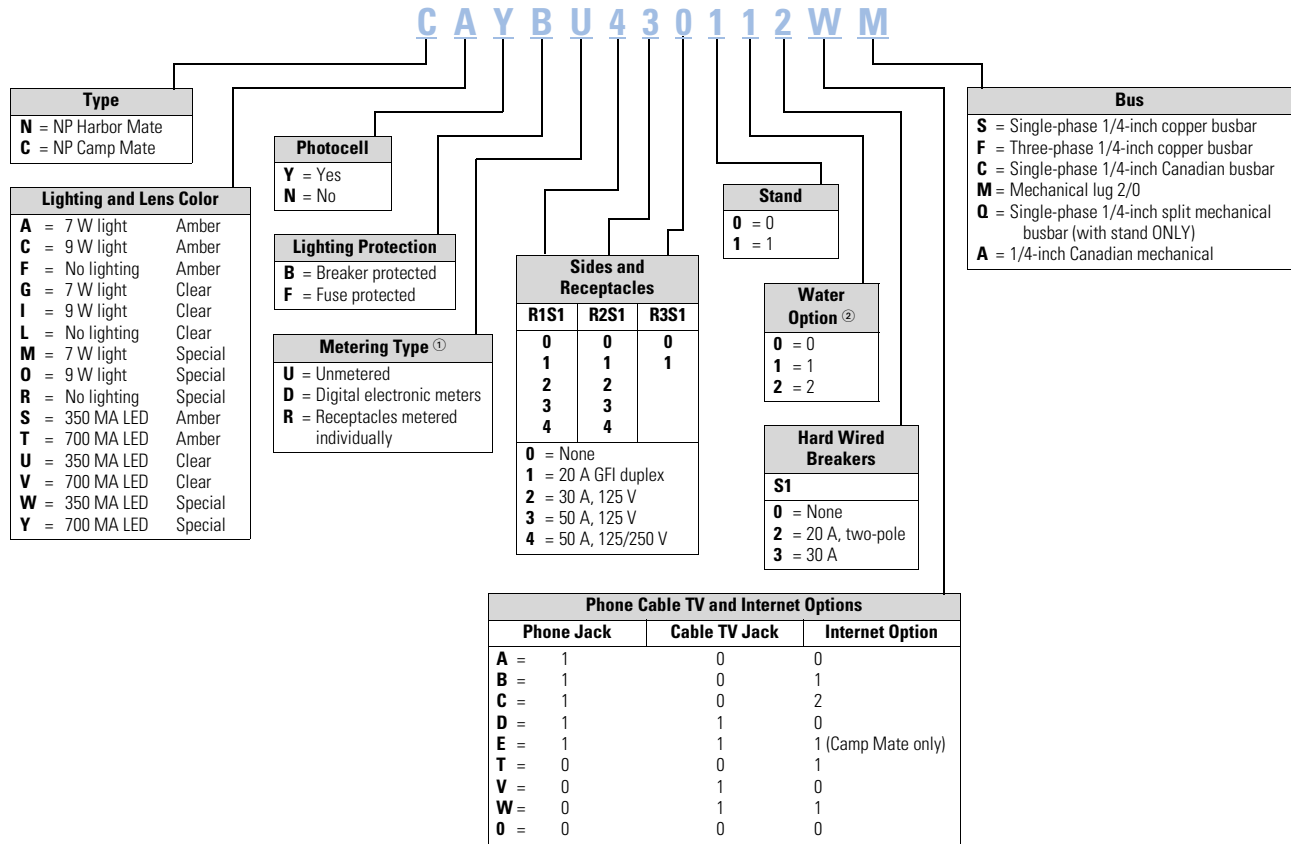 C A Y B U 4 3 0 1 1 2 W M
Type
N = NP Harbor Mate
C = NP Camp Mate
Lighting and Lens Color
A = 7 W light Amber
C = 9 W light Amber
F = No lighting Amber
G = 7 W light Clear
I = 9 W light Clear
L = No lighting Clear
M = 7 W light Special
O = 9 W light Special
R = No lighting Special
S = 350 MA LED Amber
T = 700 MA LED Amber
U = 350 MA LED Clear
V = 700 MA LED Clear
W = 350 MA LED Special
Y = 700 MA LED Special
Photocell
Y = Yes
N = No
Lighting Protection
B = Breaker protected
F = Fuse protected
Metering Type ①
U = Unmetered
D = Digital electronic meters
R = Receptacles metered
individually
Sides and
Receptacles
R1S1 R2S1 R3S1
0 0 0
1 1 1
2 2
3 3
4 4
0 = None
1 = 20 A GFI duplex
2 = 30 A, 125 V
3 = 50 A, 125 V
4 = 50 A, 125/250 V
Stand
0 = 0
1 = 1
Water
Option ②
0 = 0
1 = 1
2 = 2
Hard Wired
Breakers
S1
0 = None
2 = 20 A, two-pole
3 = 30 A
Bus
S = Single-phase 1/4-inch copper busbar
F = Three-phase 1/4-inch copper busbar
C = Single-phase 1/4-inch Canadian busbar
M = Mechanical lug 2/0
Q = Single-phase 1/4-inch split mechanical
busbar (with stand ONLY)
A = 1/4-inch Canadian mechanical
Phone Cable TV and Internet Options
Phone Jack Cable TV Jack Internet Option
A = 1 0 0
B = 1 0 1
C = 1 0 2
D = 1 1 0
E = 1 1 1 (Camp Mate only)
T = 0 0 1
V = 0 1 0
W = 0 1 1
0 = 0 0 0